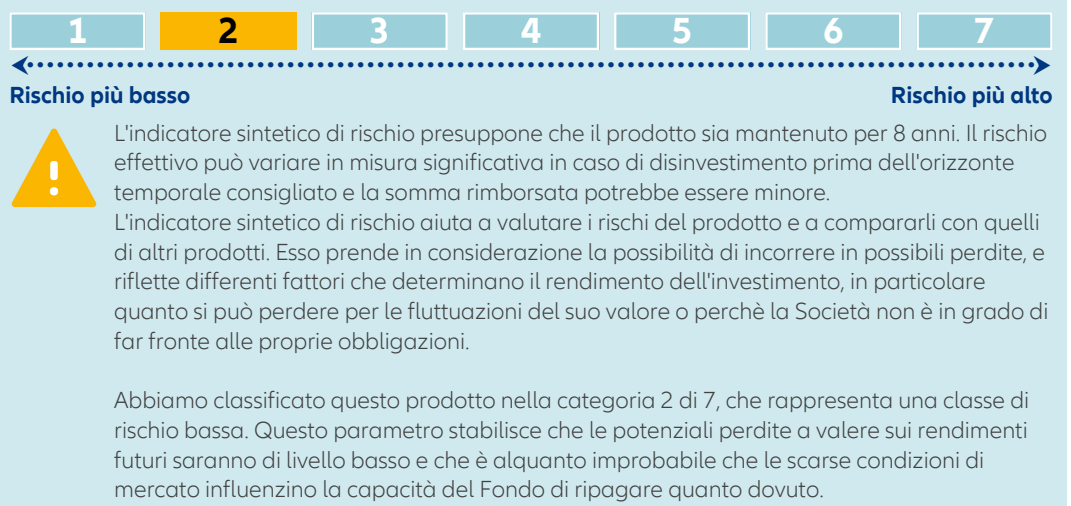 1 2 3 4 5 6 7
Rischio più basso Rischio più alto
L'indicatore sintetico di rischio presuppone che il prodotto sia mantenuto per 8 anni. Il rischio
effettivo può variare in misura significativa in caso di disinvestimento prima dell'orizzonte
temporale consigliato e la somma rimborsata potrebbe essere minore.
L'indicatore sintetico di rischio aiuta a valutare i rischi del prodotto e a compararli con quelli
di altri prodotti. Esso prende in considerazione la possibilità di incorrere in possibili perdite, e
riflette differenti fattori che determinano il rendimento dell'investimento, in particolare
quanto si può perdere per le fluttuazioni del suo valore o perchè la Società non è in grado di
far fronte alle proprie obbligazioni.
Abbiamo classificato questo prodotto nella categoria 2 di 7, che rappresenta una classe di
rischio bassa. Questo parametro stabilisce che le potenziali perdite a valere sui rendimenti
futuri saranno di livello basso e che è alquanto improbabile che le scarse condizioni di
mercato influenzino la capacità del Fondo di ripagare quanto dovuto.